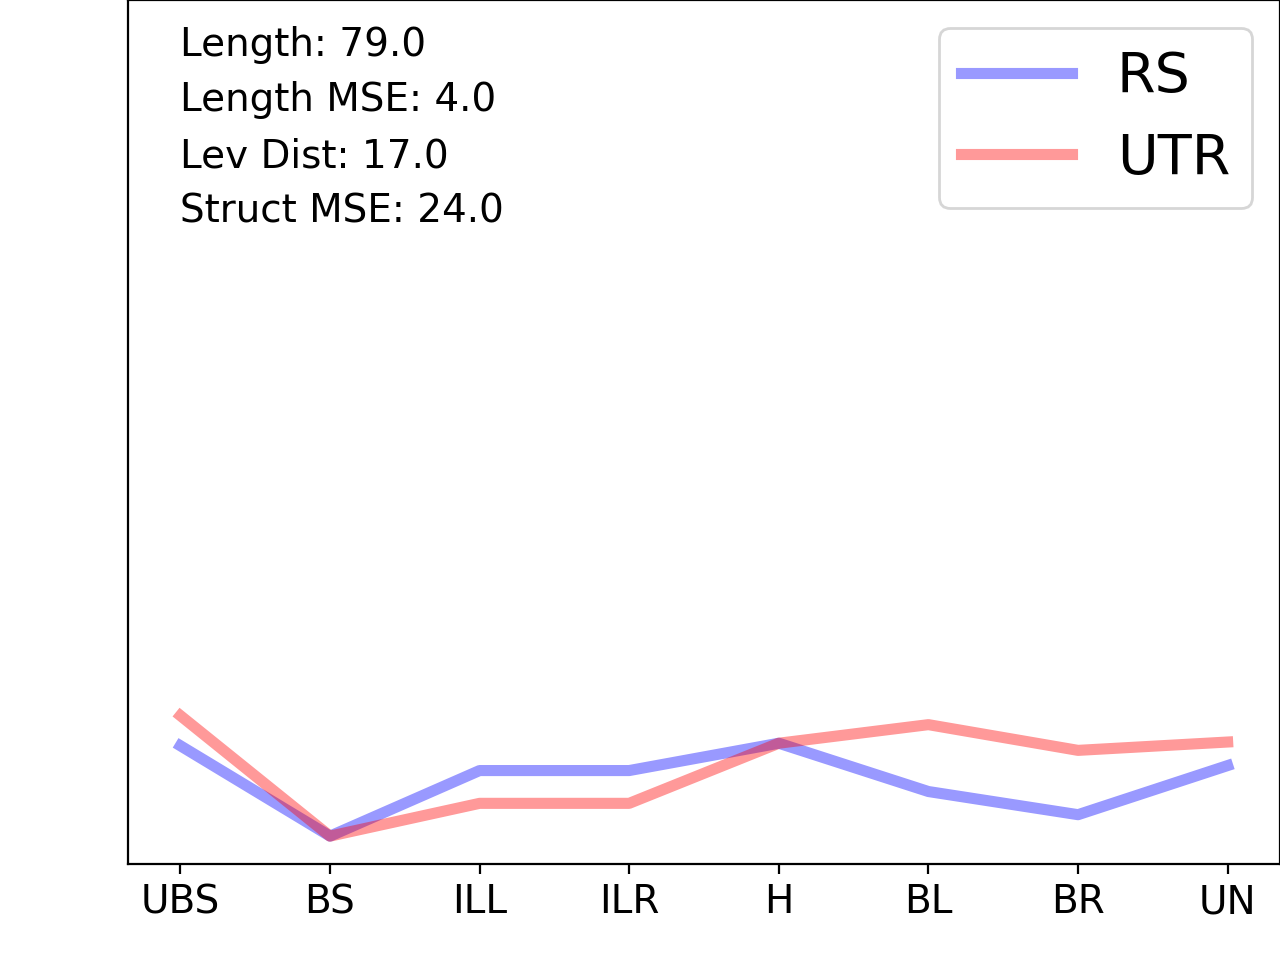 Length: 79.0
Length MSE: 4.0
Lev Dist: 17.0
Struct MSE: 24.0
RS
UTR
UBS BS ILL ILR H BL BR UN